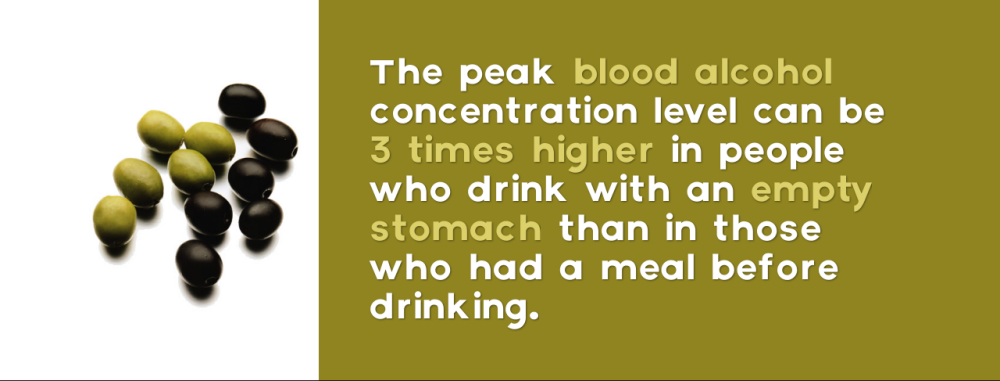 The peak blood alcohol
concentration level can be
3 times higher in people
who drink with an empty
stomach than in those
who had a meal before
drinking.